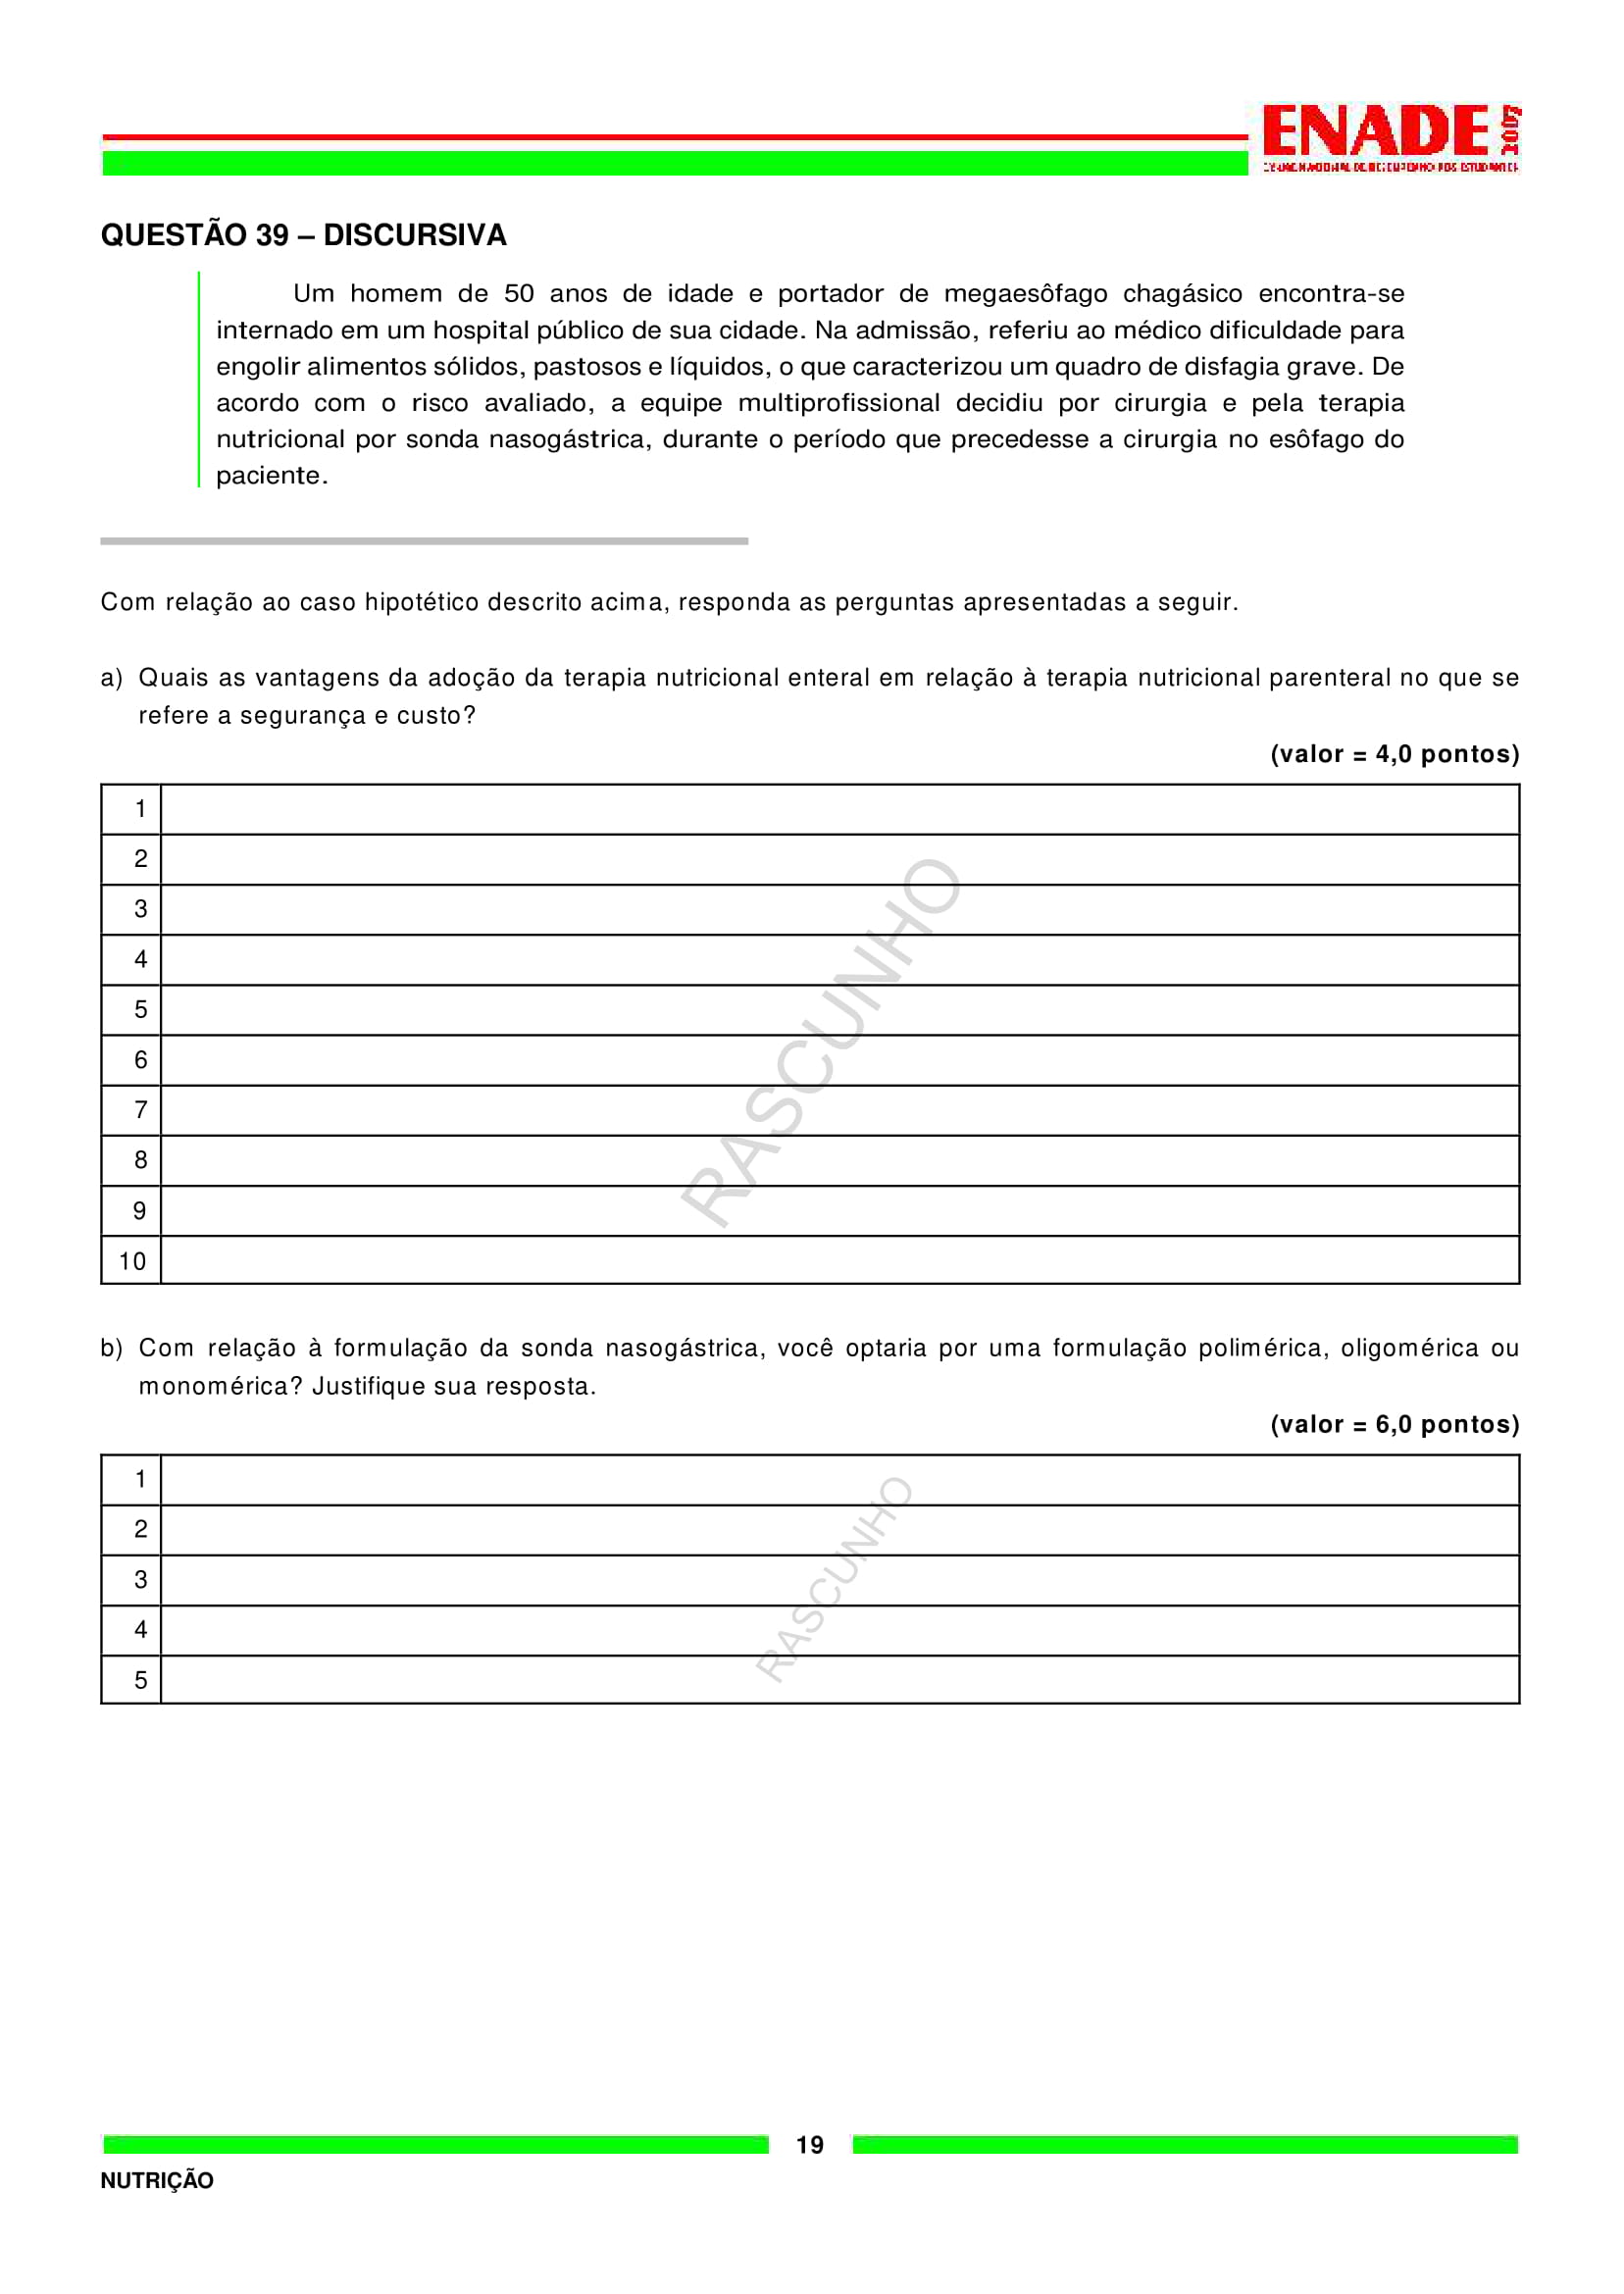 ENADE 2007
EXAME NACIONAL DE DESEMPENHO DOS ESTUDANTES
QUESTÃO 39 – DISCURSIVA
Um homem de 50 anos de idade e portador de megaesôfago chagásico encontra-se
internado em um hospital público de sua cidade. Na admissão, referiu ao médico dificuldade para
engolir alimentos sólidos, pastosos e líquidos, o que caracterizou um quadro de disfagia grave. De
acordo com o risco avaliado, a equipe multiprofissional decidiu por cirurgia e pela terapia
nutricional por sonda nasogástrica, durante o período que precedesse a cirurgia no esôfago do
paciente.
Com relação ao caso hipotético descrito acima, responda as perguntas apresentadas a seguir.
a) Quais as vantagens da adoção da terapia nutricional enteral em relação à terapia nutricional parenteral no que se
refere a segurança e custo?
(valor = 4,0 pontos)
1
2
3
4
5
6
7
8
9
10
RASCUNHO
b) Com relação à formulação da sonda nasogástrica, você optaria por uma formulação polimérica, oligomérica ou
monomérica? Justifique sua resposta.
(valor = 6,0 pontos)
1
2
3
4
5
RASCUNHO
19
NUTRIÇÃO